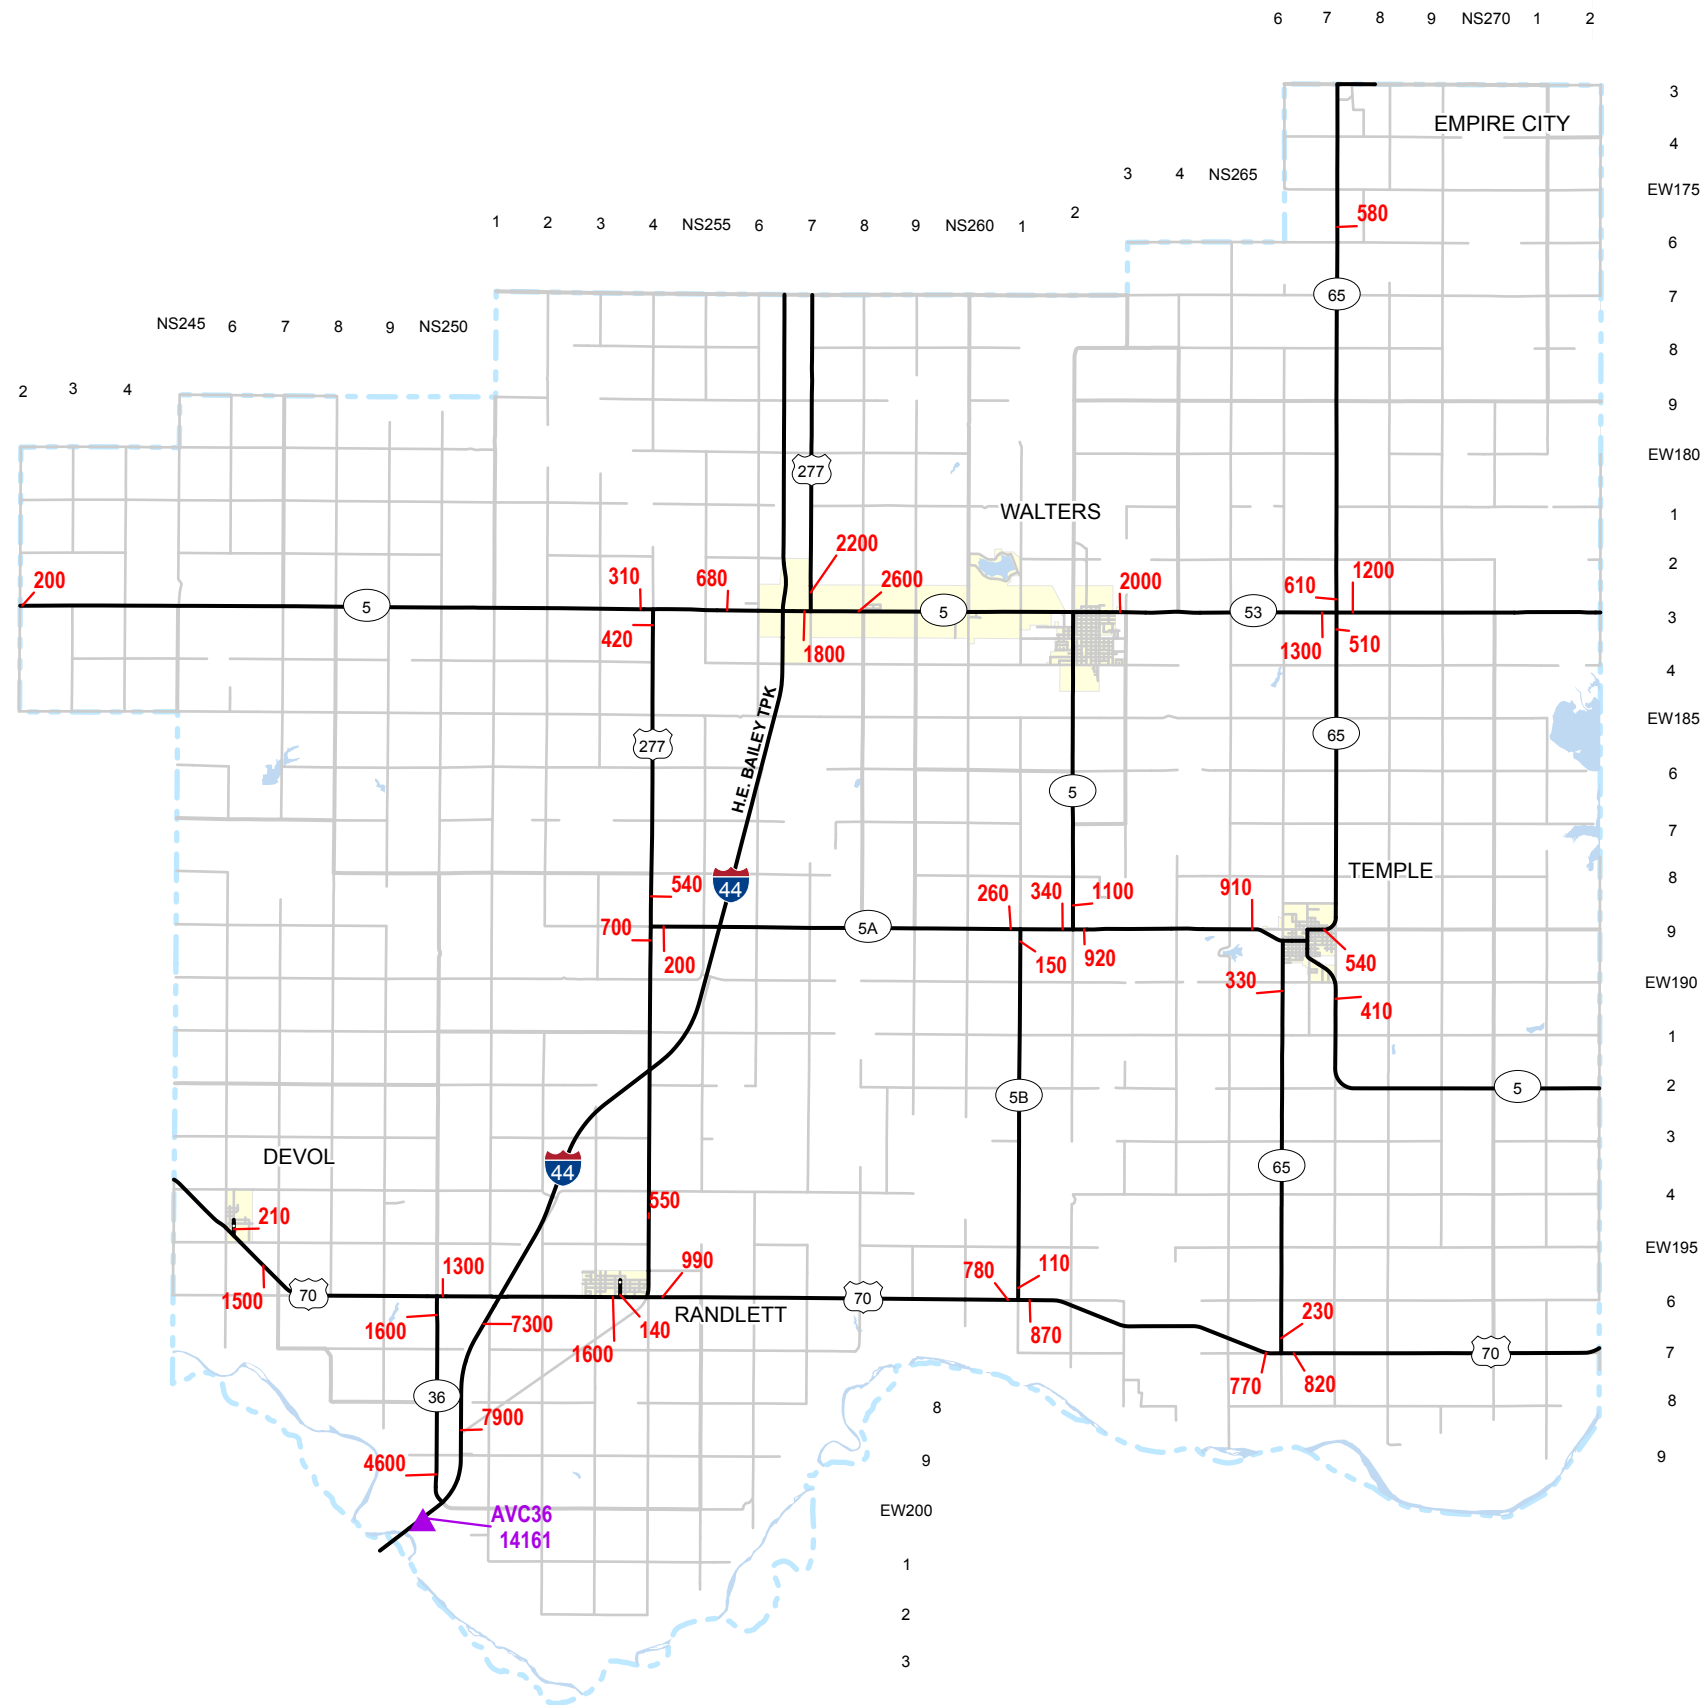 6 7 8 9 NS270 1 2
3
EMPIRE CITY
4
3 4 NS265
EW175
580
1 2 3 4 NS255 6 7 8 9 NS260 1 2
6
65
7
NS245 6 7 8 9 NS250
8
2 3 4
9
EW180
277
WALTERS
1
2200
2
200 310 680 2600 2000 610 1200
5 5 53
3
420 1800 1300 510
4
H.E. BAILEY TPK
EW185
277 65
6
5
7
TEMPLE
8
540 44 260 340 1100 910
700 5A
9
200 150 920 540
330
EW190
410
1
5B 5
2
3
DEVOL
44 65
4
550
210
EW195
1300 990 780 110
1500 70 70
6
1600 7300 140 RANDLETT 870 230
1600
70
7
770 820
36
8
8
7900
9
4600
9
AVC36
14161
EW200
1
2
3